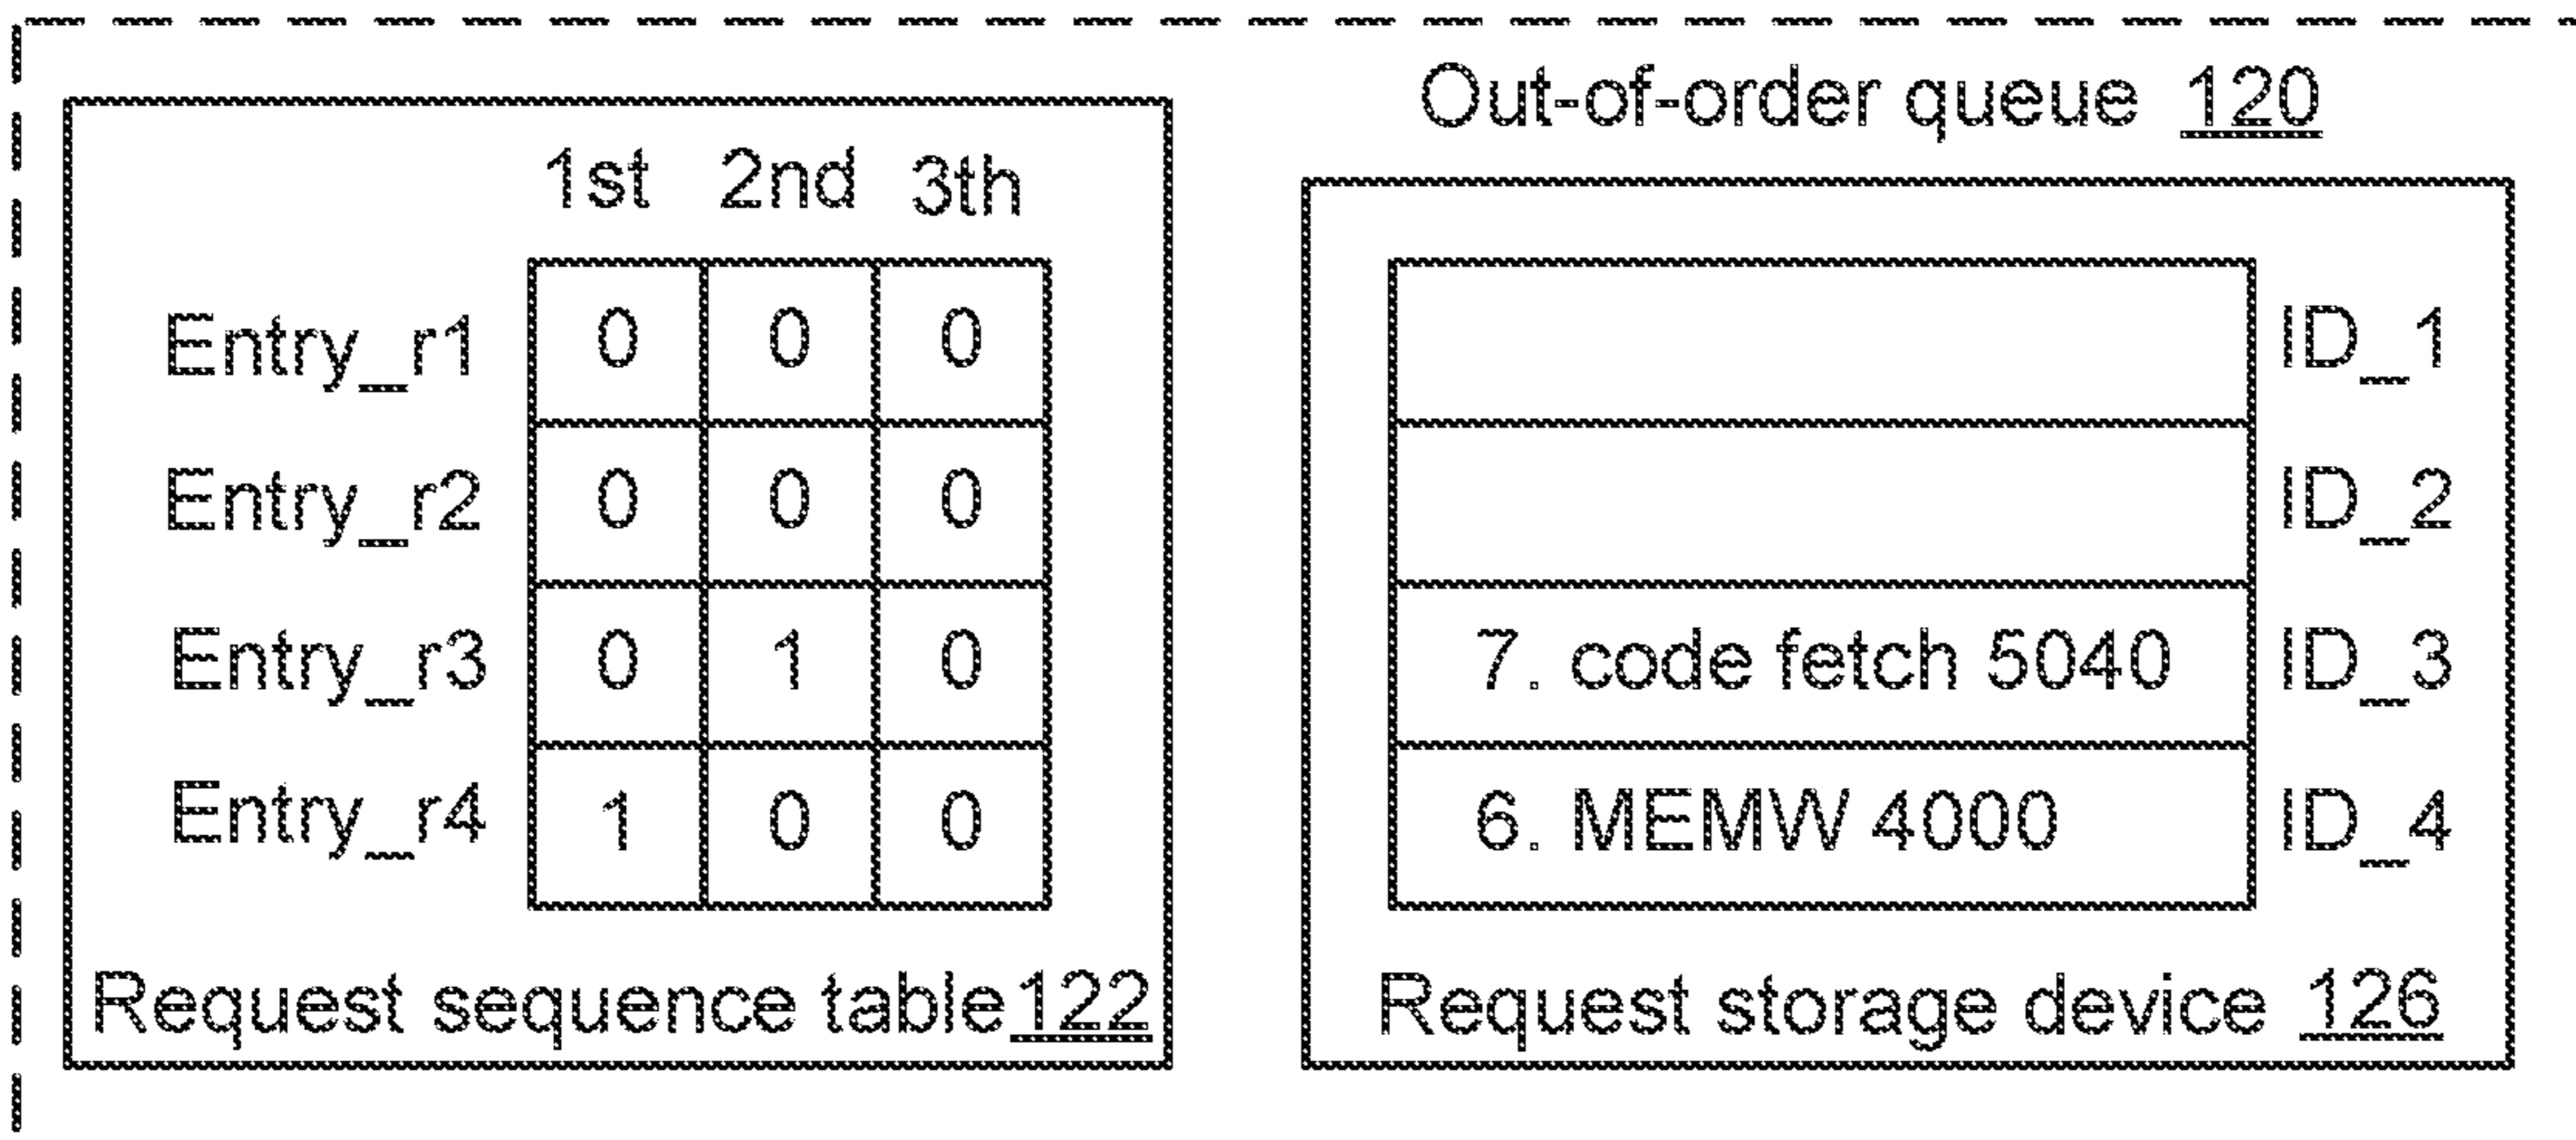 Out-of-order queue 120
1st 2nd 3th
Entry_r1 0 0 0
Entry_r2 0 0 0
Entry_r3 0 1 0
Entry_r4 1 0 0
Request sequence table 122
ID_1
ID_2
7. code fetch 5040 ID_3
6. MEMW 4000 ID_4
Request storage device 126